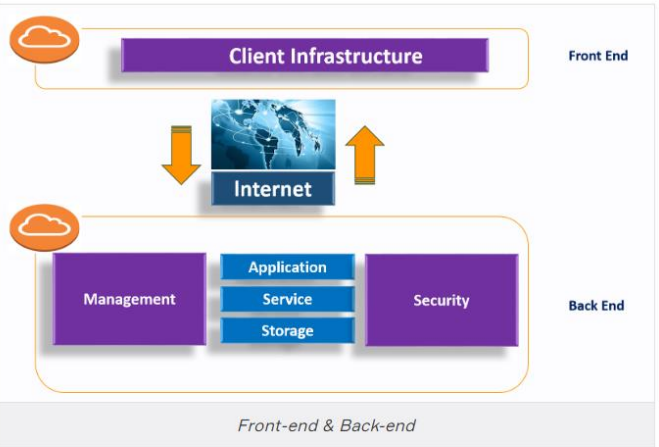 Client Infrastructure
Front End
Internet
Management
Application
Service
Storage
Security
Back End
Front-end & Back-end